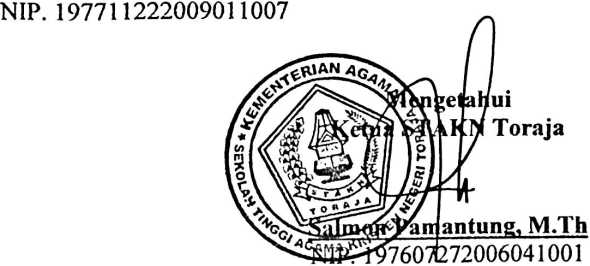 NIP. 197711222009011007
Mengetahui
Ketua STAKN Toraja
KEMENTERIAN AGAMA
SEKOLAH TINGGI AGAMA KRISTEN NEGERI TORAJA
STAKN
TORAJA
Salmon Pamantung, M.Th
NIP. 197607272006041001